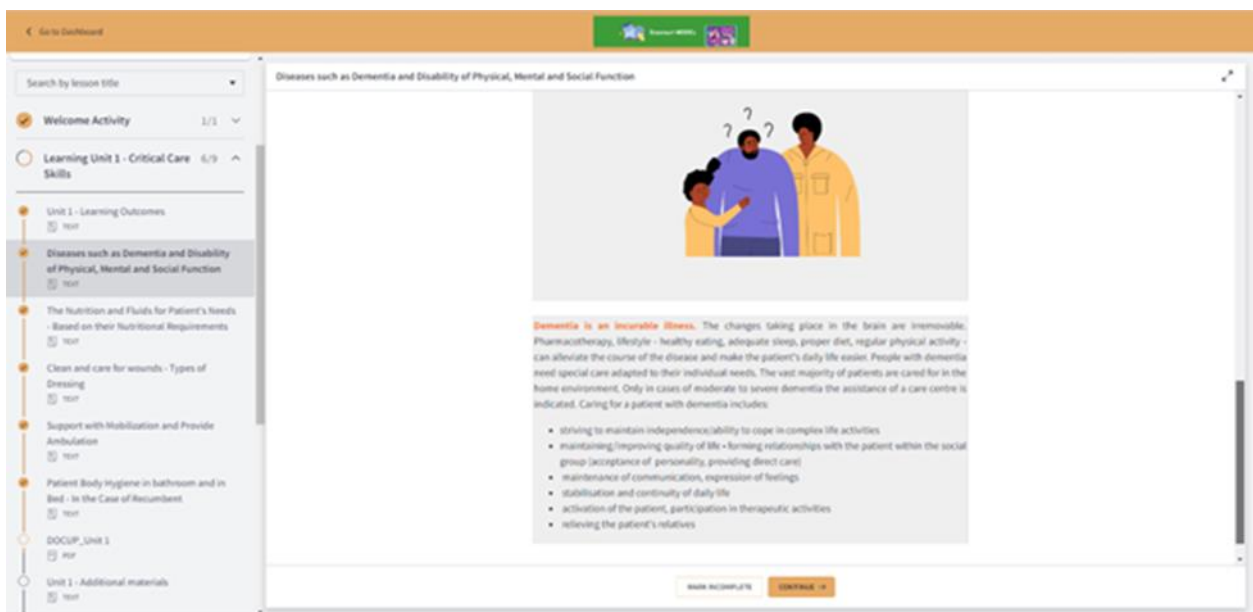 Go to Dashboard
Search by lesson title
Welcome Activity 1/1
Learning Unit 1 - Critical Care 6/9
Skills
Unit 1 - Learning Outcomes
TEXT
Diseases such as Dementia and Disability
of Physical, Mental and Social Function
TEXT
The Nutrition and Fluids for Patient's Needs
- Based on their Nutritional Requirements
TEXT
Clean and care for wounds - Types of
Dressing
TEXT
Support with Mobilization and Provide
Ambulation
TEXT
Patient Body Hygiene in bathroom and in
Bed - In the Case of Recumbent
TEXT
DOCUP_Unit 1
PDF
Unit 1 - Additional materials
TEXT
Diseases such as Dementia and Disability of Physical, Mental and Social Function
? ? ?
Dementia is an incurable illness. The changes taking place in the brain are irremovable.
Pharmacotherapy, lifestyle - healthy eating, adequate sleep, proper diet, regular physical activity -
can alleviate the course of the disease and make the patient's daily life easier. People with dementia
need special care adapted to their individual needs. The vast majority of patients are cared for in the
home environment. Only in cases of moderate to severe dementia the assistance of a care centre is
indicated. Caring for a patient with dementia includes:
• striving to maintain independence/ability to cope in complex life activities
• maintaining/improving quality of life • forming relationships with the patient within the social
group (acceptance of personality, providing direct care)
• maintenance of communication, expression of feelings
• stabilisation and continuity of daily life
• activation of the patient, participation in therapeutic activities
• relieving the patient's relatives
MARK INCOMPLETE
CONTINUE →